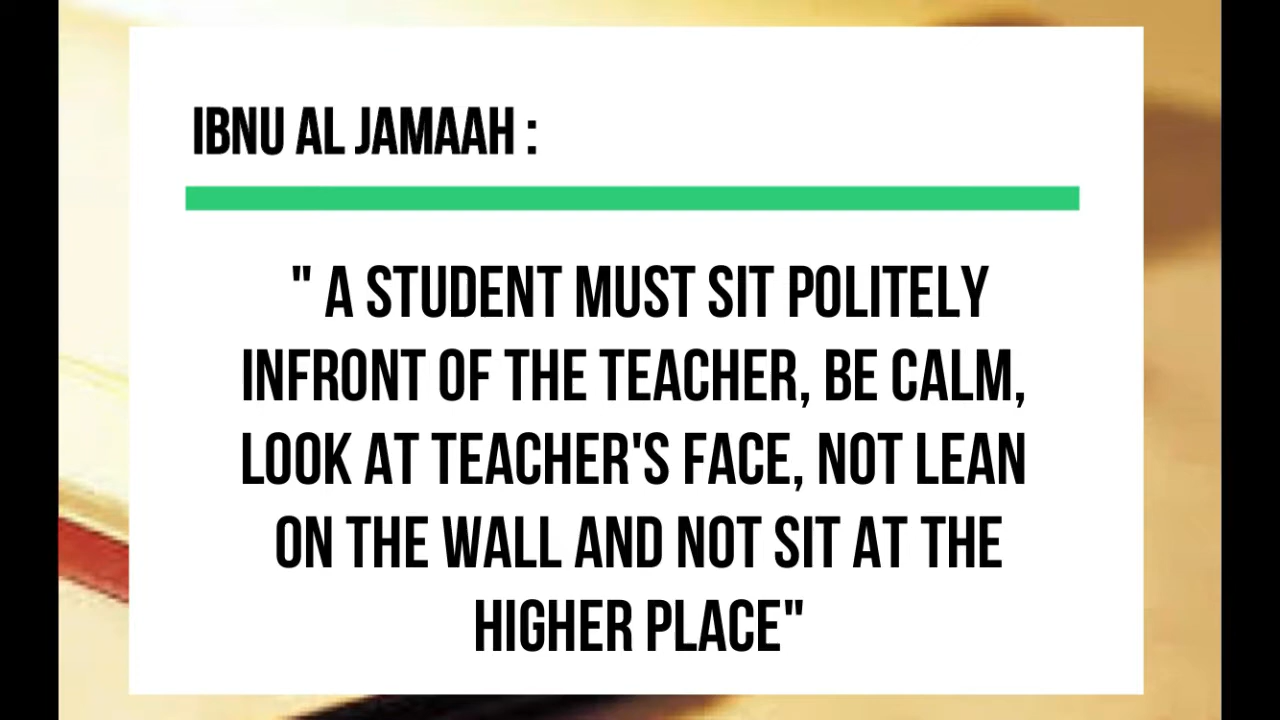 IBNU AL JAMAAH :
" A STUDENT MUST SIT POLITELY
INFRONT OF THE TEACHER, BE CALM,
LOOK AT TEACHER'S FACE, NOT LEAN
ON THE WALL AND NOT SIT AT THE
HIGHER PLACE"